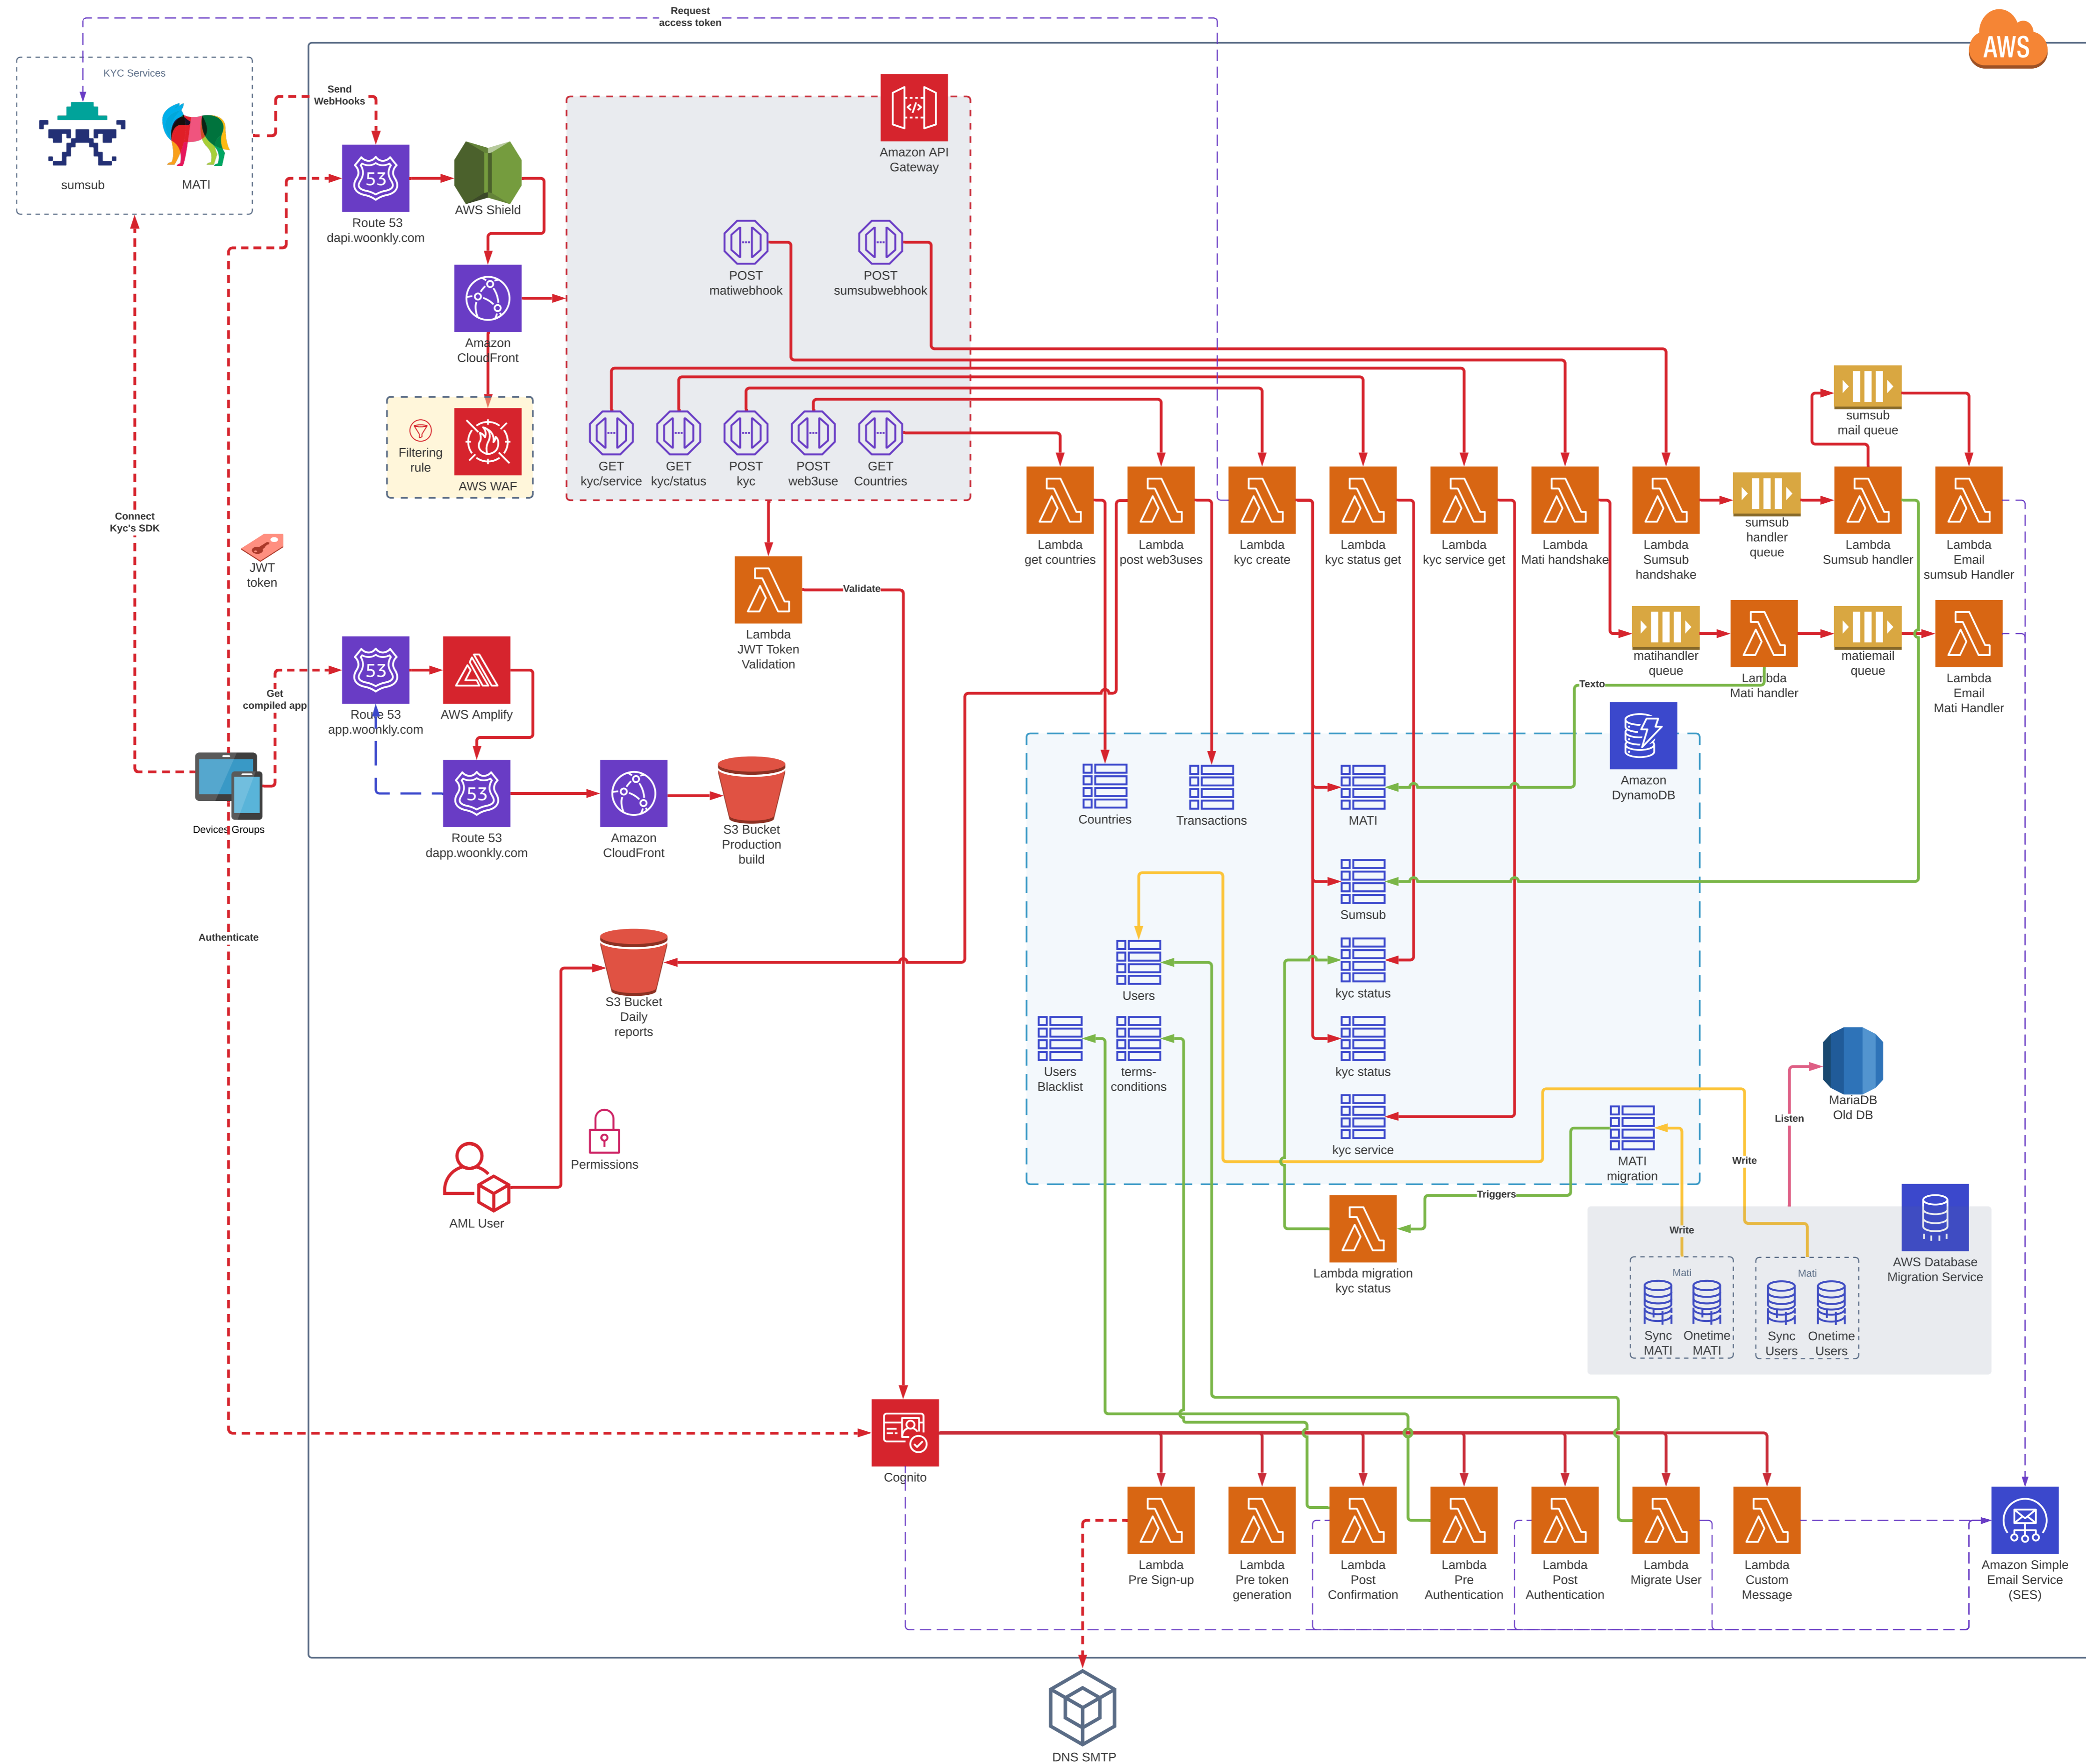 Request
access token
AWS
KYC Services
sumsub
MATI
Send
WebHooks
53
Route 53
dapi.woonkly.com
AWS Shield
Amazon API
Gateway
POST
matiwebhook
POST
sumsubwebhook
Amazon
CloudFront
Filtering
rule
AWS WAF
GET
kyc/service
GET
kyc/status
POST
kyc
POST
web3use
GET
Countries
sumsub
mail queue
Lambda
get countries
Lambda
post web3uses
Lambda
kyc create
Lambda
kyc status get
Lambda
kyc service get
Lambda
Mati handshake
Lambda
Sumsub
handshake
sumsub
handler
queue
Lambda
Sumsub handler
Lambda
Email
sumsub Handler
Connect
Kyc's SDK
JWT
token
Validate
Lambda
JWT Token
Validation
matihandler
queue
Lambda
Mati handler
matiemail
queue
Lambda
Email
Mati Handler
Texto
Get
compiled app
53
Route 53
app.woonkly.com
AWS Amplify
Devices Groups
53
Route 53
dapp.woonkly.com
Amazon
CloudFront
S3 Bucket
Production
build
Amazon
DynamoDB
Countries
Transactions
MATI
Sumsub
Authenticate
S3 Bucket
Daily
reports
Users
kyc status
Users
Blacklist
terms-
conditions
kyc status
kyc service
MATI
migration
MariaDB
Old DB
Listen
Write
Permissions
AML User
Triggers
Write
Lambda migration
kyc status
AWS Database
Migration Service
Mati
Sync
MATI
Onetime
MATI
Mati
Sync
Users
Onetime
Users
Cognito
Lambda
Pre Sign-up
Lambda
Pre token
generation
Lambda
Post
Confirmation
Lambda
Pre
Authentication
Lambda
Post
Authentication
Lambda
Migrate User
Lambda
Custom
Message
Amazon Simple
Email Service
(SES)
DNS SMTP